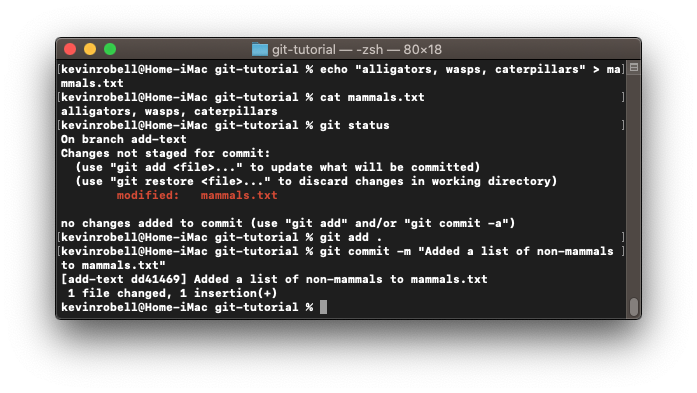 git-tutorial — -zsh — 80×18
[kevinrobell@Home-iMac git-tutorial % echo "alligators, wasps, caterpillars" > ma]
mmals.txt
[kevinrobell@Home-iMac git-tutorial % cat mammals.txt ]
alligators, wasps, caterpillars
[kevinrobell@Home-iMac git-tutorial % git status ]
On branch add-text
Changes not staged for commit:
  (use "git add <file>..." to update what will be committed)
  (use "git restore <file>..." to discard changes in working directory)
        modified:   mammals.txt
no changes added to commit (use "git add" and/or "git commit -a")
[kevinrobell@Home-iMac git-tutorial % git add . ]
[kevinrobell@Home-iMac git-tutorial % git commit -m "Added a list of non-mammals ]
to mammals.txt"
[add-text dd41469] Added a list of non-mammals to mammals.txt
 1 file changed, 1 insertion(+)
kevinrobell@Home-iMac git-tutorial %